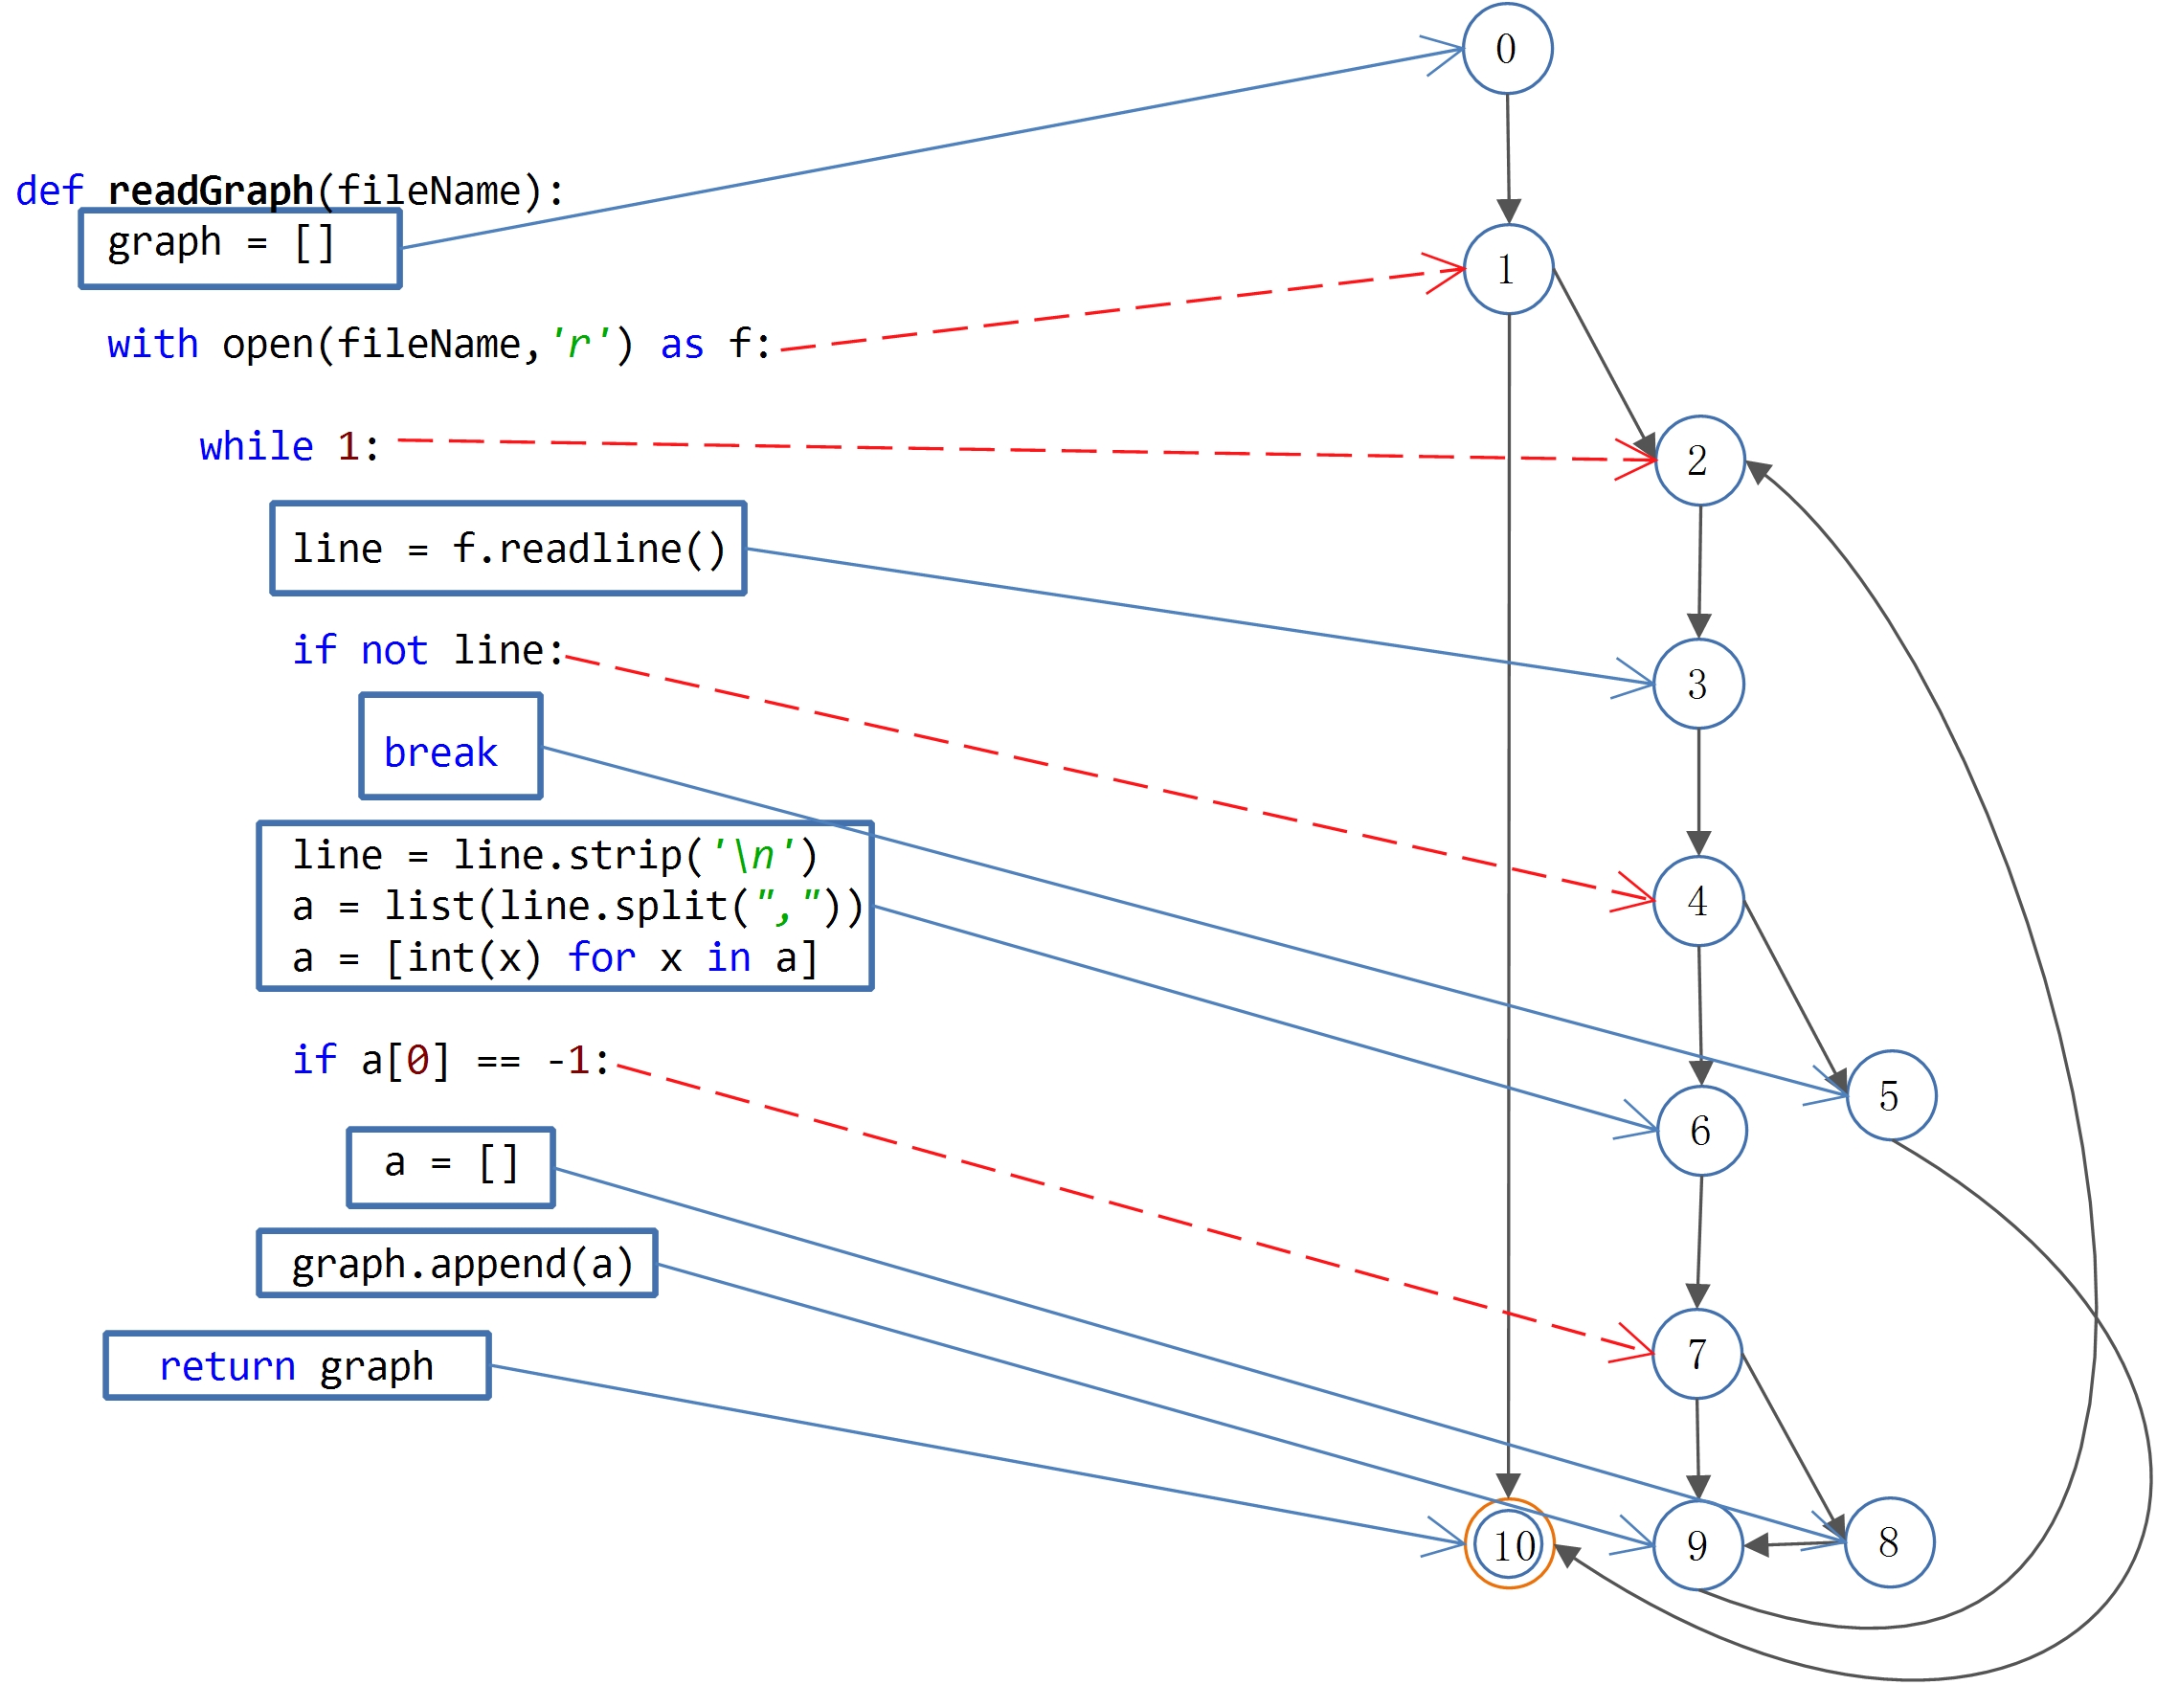 0
def readGraph(fileName):
graph = []
1
with open(fileName,'r') as f:
while 1:
2
line = f.readline()
if not line:
3
break
line = line.strip('\n')
a = list(line.split(","))
a = [int(x) for x in a]
4
if a[0] == -1:
5
6
a = []
graph.append(a)
return graph
7
10
9
8